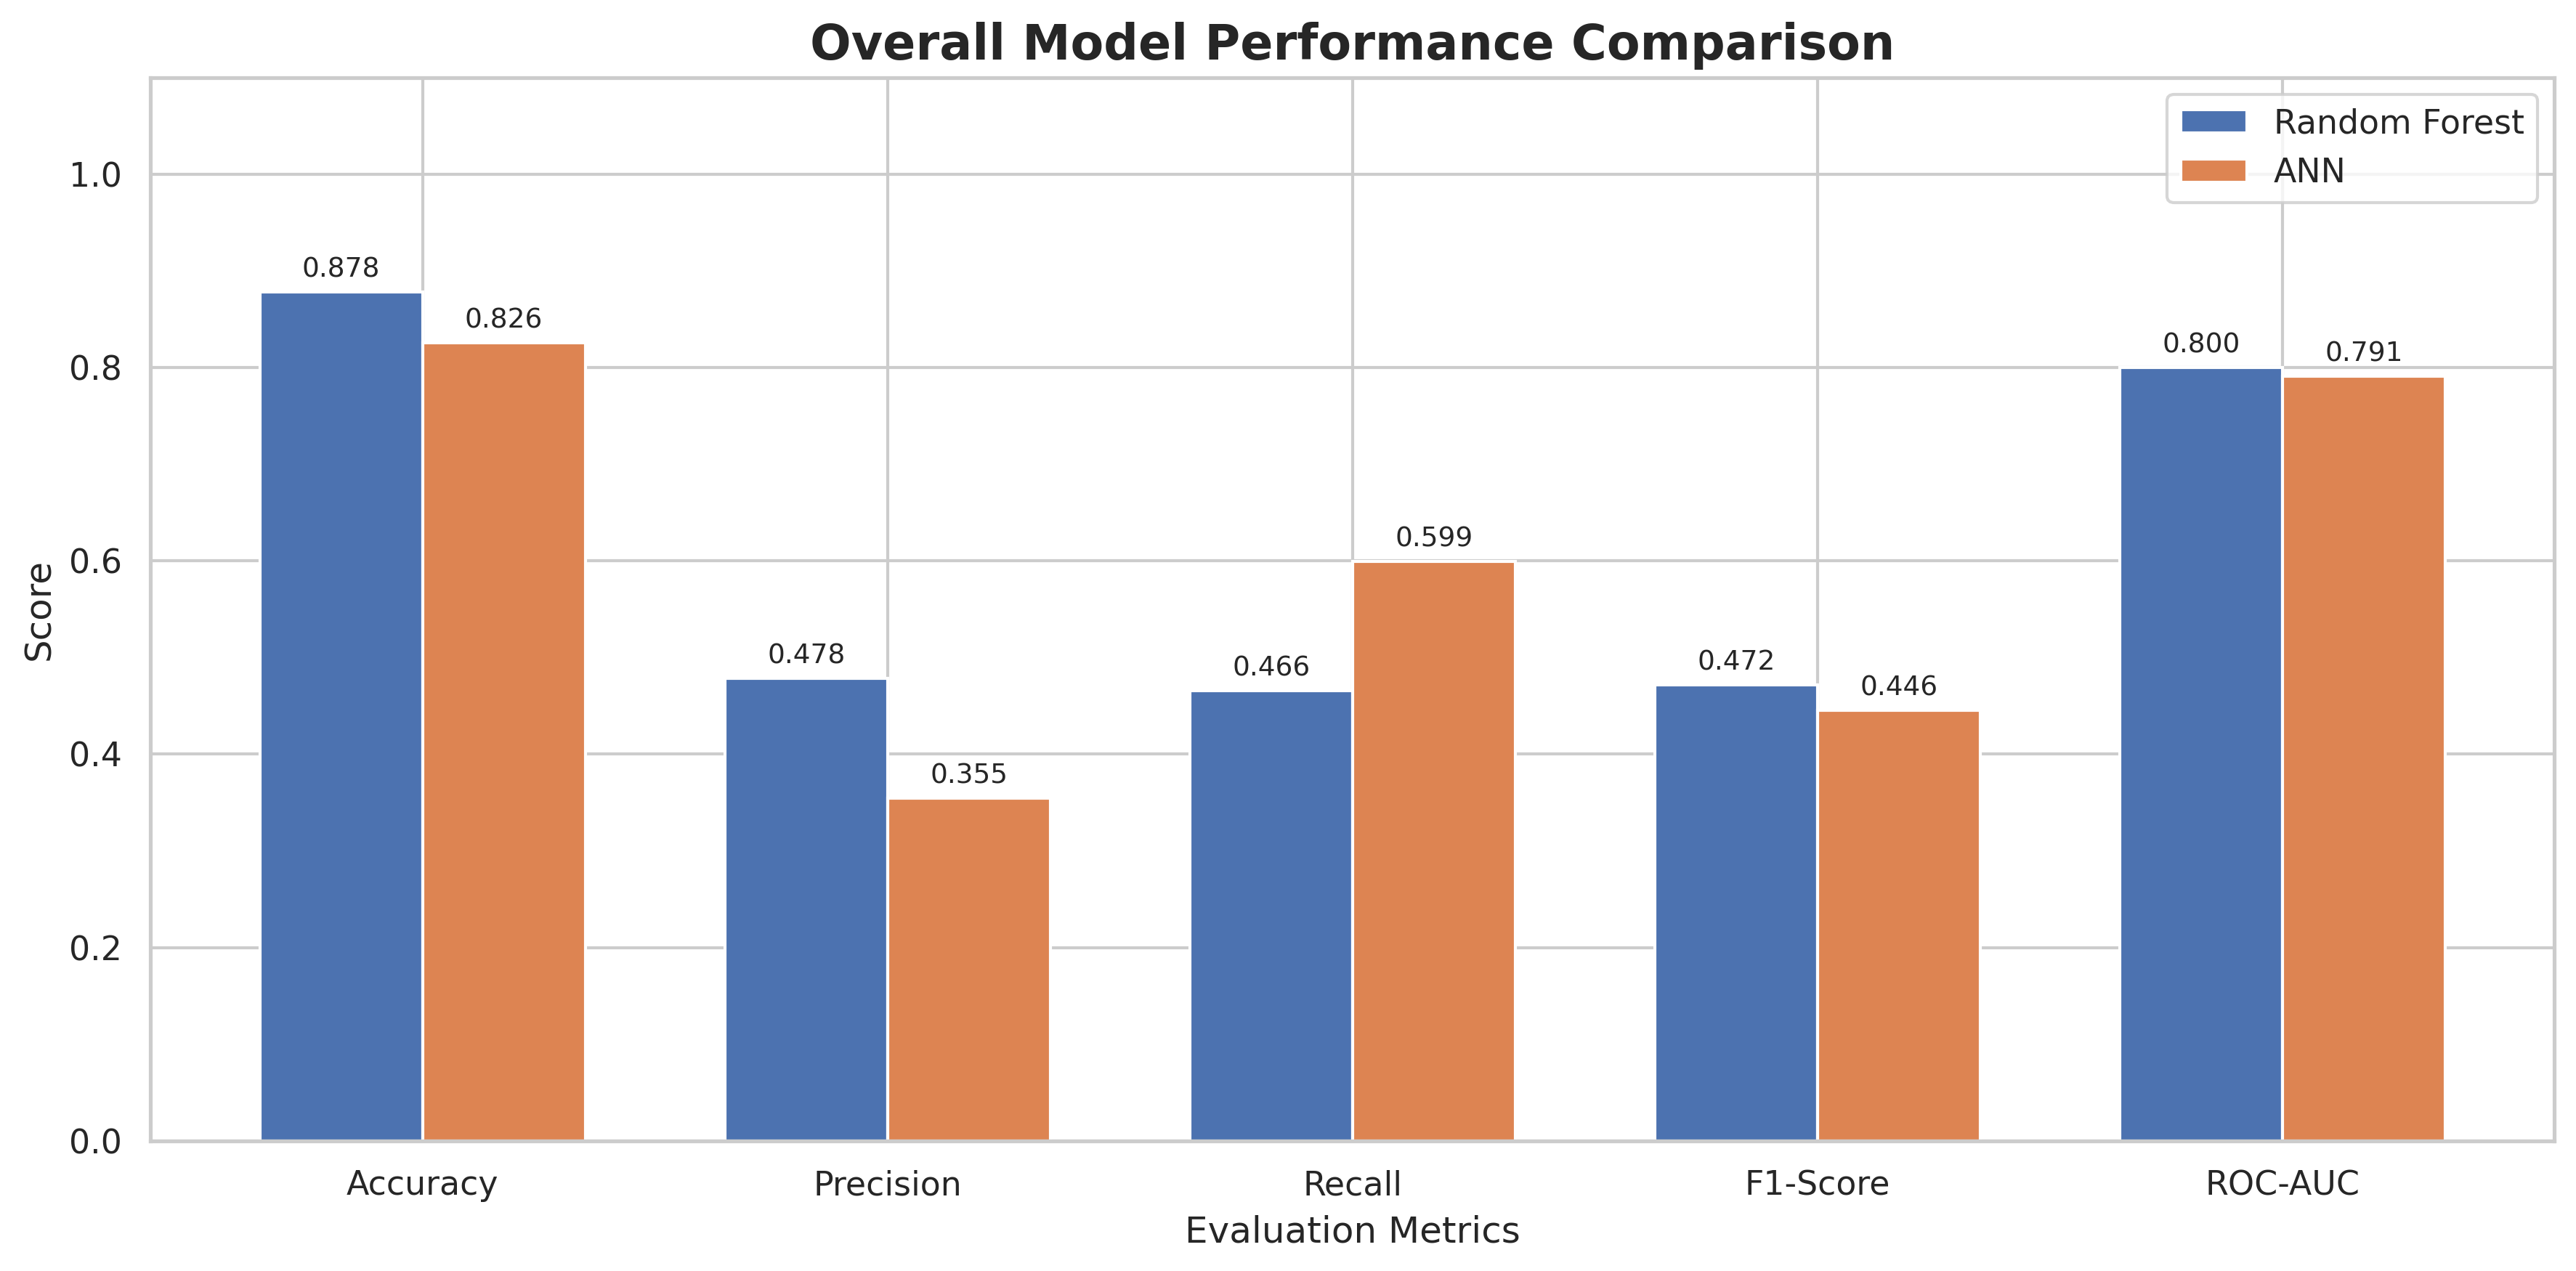 Overall Model Performance Comparison
Random Forest
ANN
1.0
0.8
0.6
0.4
0.2
0.0
Score
0.878
0.826
0.478
0.355
0.466
0.599
0.472
0.446
0.800
0.791
Accuracy
Precision
Recall
F1-Score
ROC-AUC
Evaluation Metrics